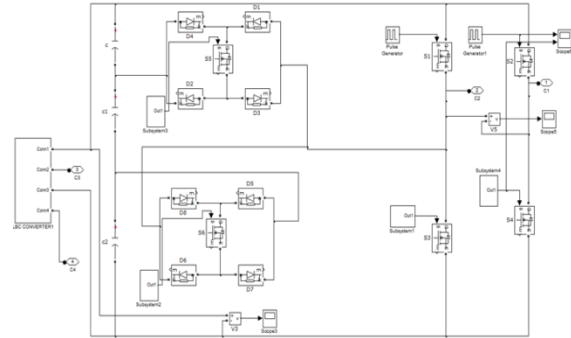 D4
D1
c
S5
D2
D3
c1
Out1
Subsystem3
Pulse
Generator
Pulse
Generator1
S1
S2
2
C2
1
C1
V5
Scope5
Conn1
Conn2
Conn3
Conn4
3
C3
4
C4
Subsystem4
Out1
Out1
Subsystem1
S3
S4
D8
D5
S6
c2
D6
D7
Out1
Subsystem2
V3
Scope3